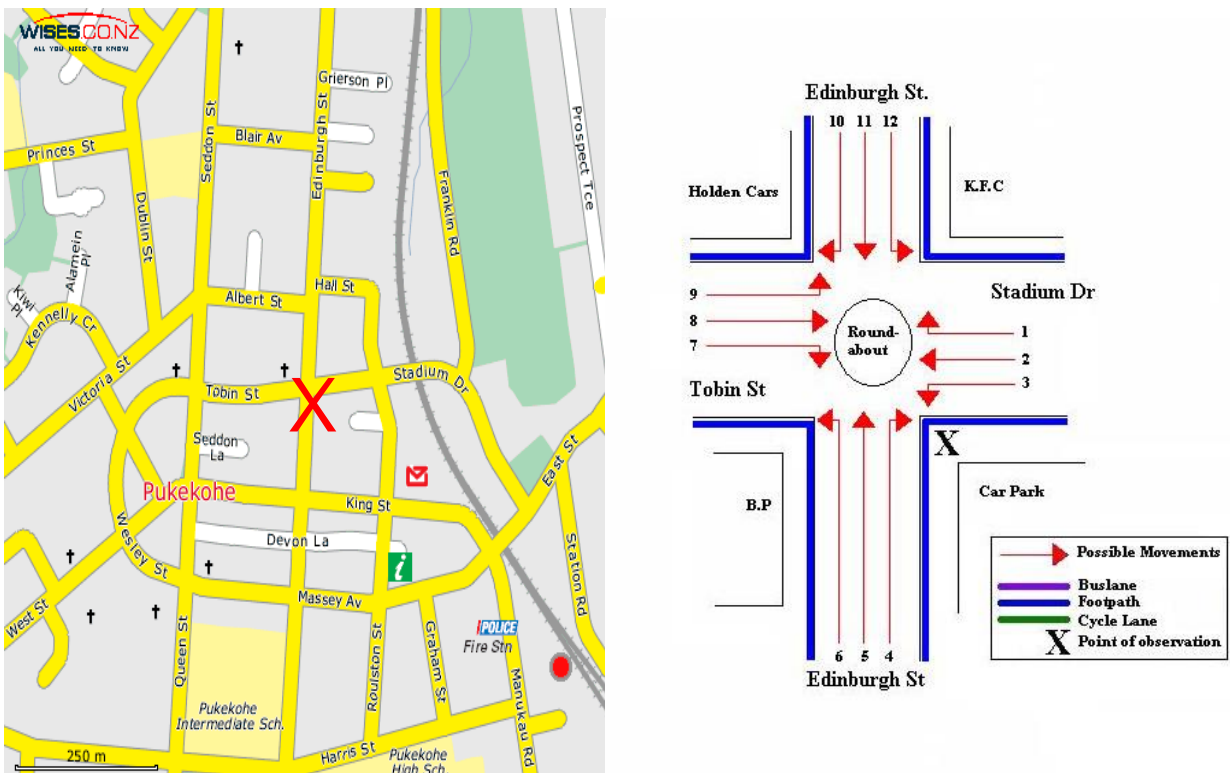 WISES.CO.NZ
ALL YOU NEED TO KNOW
Grierson Pl
Seddon St
Edinburgh St
Blair Av
Princes St
Prospect Tce
Franklin Rd
Dublin St
Alamein Pl
Kiwi Pl
Kennelly Cr
Hall St
Albert St
Victoria St
Tobin St
X
Stadium Dr
Seddon La
East St
Pukekohe
King St
Devon La
Wesley St
Station Rd
i
Massey Av
West St
POLICE
Fire Stn
Queen St
Roulston St
Graham St
Manukau Rd
Pukekohe
Intermediate Sch.
Harris St
Pukekohe
High Sch.
250 m
Edinburgh St.
10 11 12
Holden Cars
K.F.C
9
8
7
Stadium Dr
Round-
about
1
2
3
Tobin St
X
B.P
Car Park
6 5 4
Edinburgh St
Possible Movements
Buslane
Footpath
Cycle Lane
X Point of observation